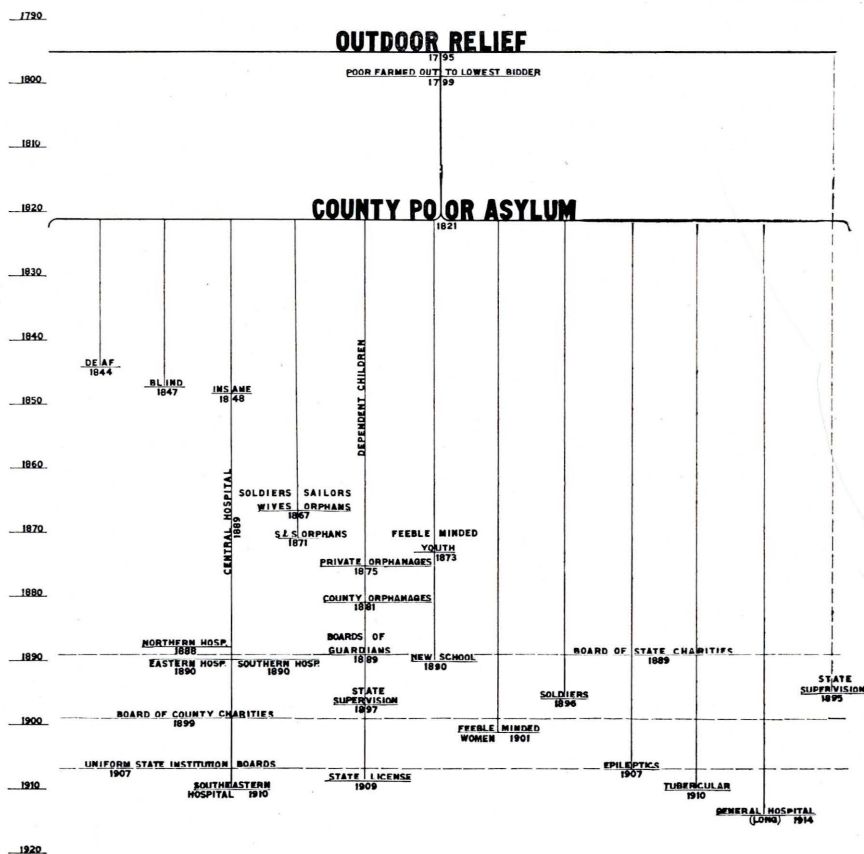 1790
OUTDOOR RELIEF
1795
POOR FARMED OUT TO LOWEST BIDDER
1799
1800
1810
1820
COUNTY POOR ASYLUM
1821
1830
1840
DEAF
1844
BLIND
1847
INSANE
1848
DEPENDENT CHILDREN
1850
1860
CENTRAL HOSPITAL
1889
SOLDIERS SAILORS
WIVES ORPHANS
1867
S&S ORPHANS
1871
1870
FEEBLE MINDED
YOUTH
1873
PRIVATE ORPHANAGES
1875
1880
COUNTY ORPHANAGES
1881
NORTHERN HOSP.
1888
BOARDS OF
GUARDIANS
1889
NEW SCHOOL
1890
BOARD OF STATE CHARITIES
1889
1890
EASTERN HOSP.
1890
SOUTHERN HOSP.
1890
STATE
SUPERVISION
1897
SOLDIERS
1896
STATE
SUPERVISION
1895
BOARD OF COUNTY CHARITIES
1899
1900
FEEBLE MINDED
WOMEN 1901
UNIFORM STATE INSTITUTION BOARDS
1907
EPILEPTICS
1907
1910
SOUTHEASTERN
HOSPITAL 1910
STATE LICENSE
1909
TUBERCULAR
1910
GENERAL HOSPITAL
(LONG) 1914
1920